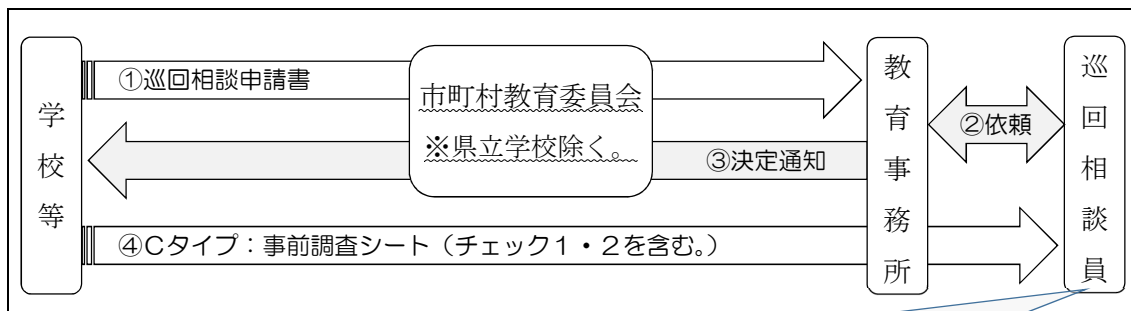 学校等
①巡回相談申請書
市町村教育委員会
※県立学校除く。
③決定通知
④Cタイプ：事前調査シート（チェック１・２を含む。）
教育事務所
②依頼
巡回相談員